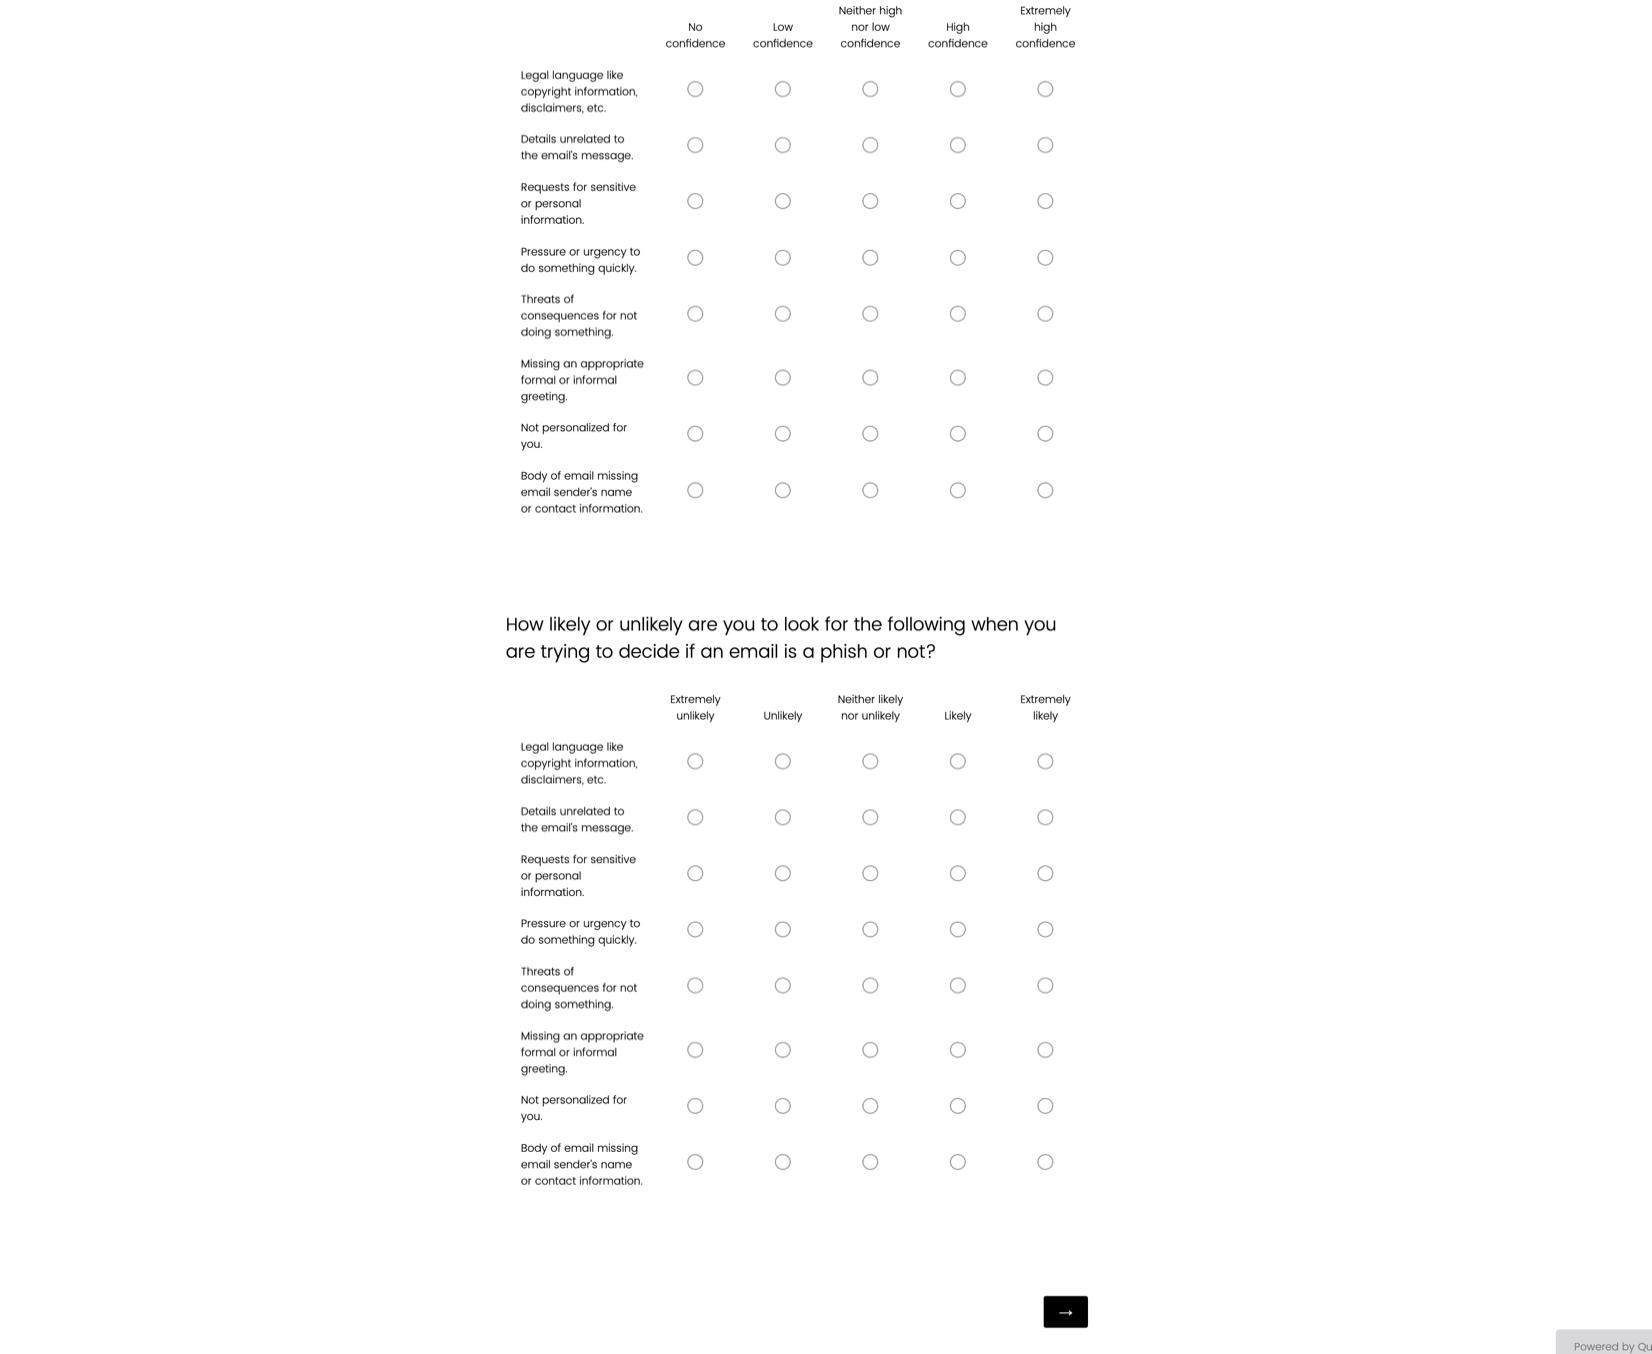 No confidence
Low confidence
Neither high nor low confidence
High confidence
Extremely high confidence
Legal language like
copyright information,
disclaimers, etc.
Details unrelated to
the email's message.
Requests for sensitive
or personal
information.
Pressure or urgency to
do something quickly.
Threats of
consequences for not
doing something.
Missing an appropriate
formal or informal
greeting.
Not personalized for
you.
Body of email missing
email sender's name
or contact information.
How likely or unlikely are you to look for the following when you
are trying to decide if an email is a phish or not?
Extremely unlikely
Unlikely
Neither likely nor unlikely
Likely
Extremely likely
Legal language like
copyright information,
disclaimers, etc.
Details unrelated to
the email's message.
Requests for sensitive
or personal
information.
Pressure or urgency to
do something quickly.
Threats of
consequences for not
doing something.
Missing an appropriate
formal or informal
greeting.
Not personalized for
you.
Body of email missing
email sender's name
or contact information.
→
Powered by